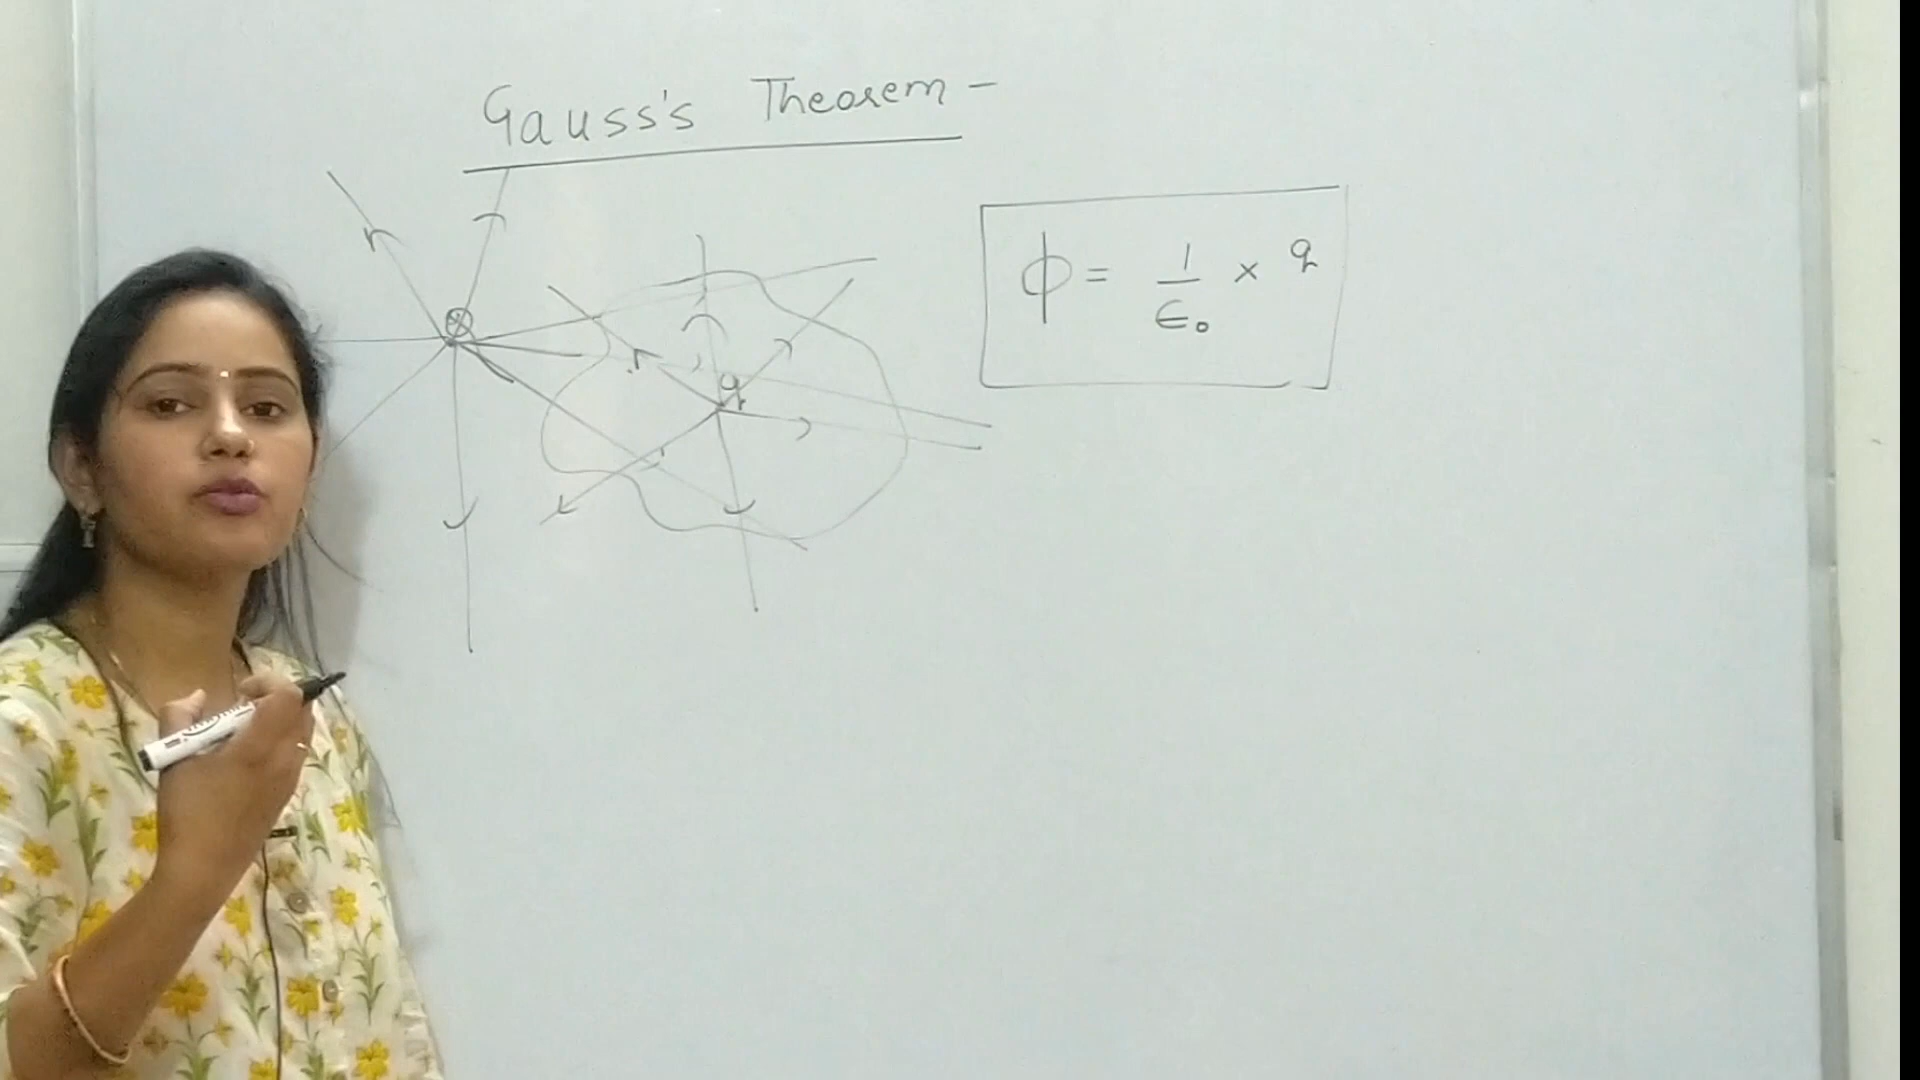 Gauss's Theorem -
ϕ = 1/ϵ₀ × q
q